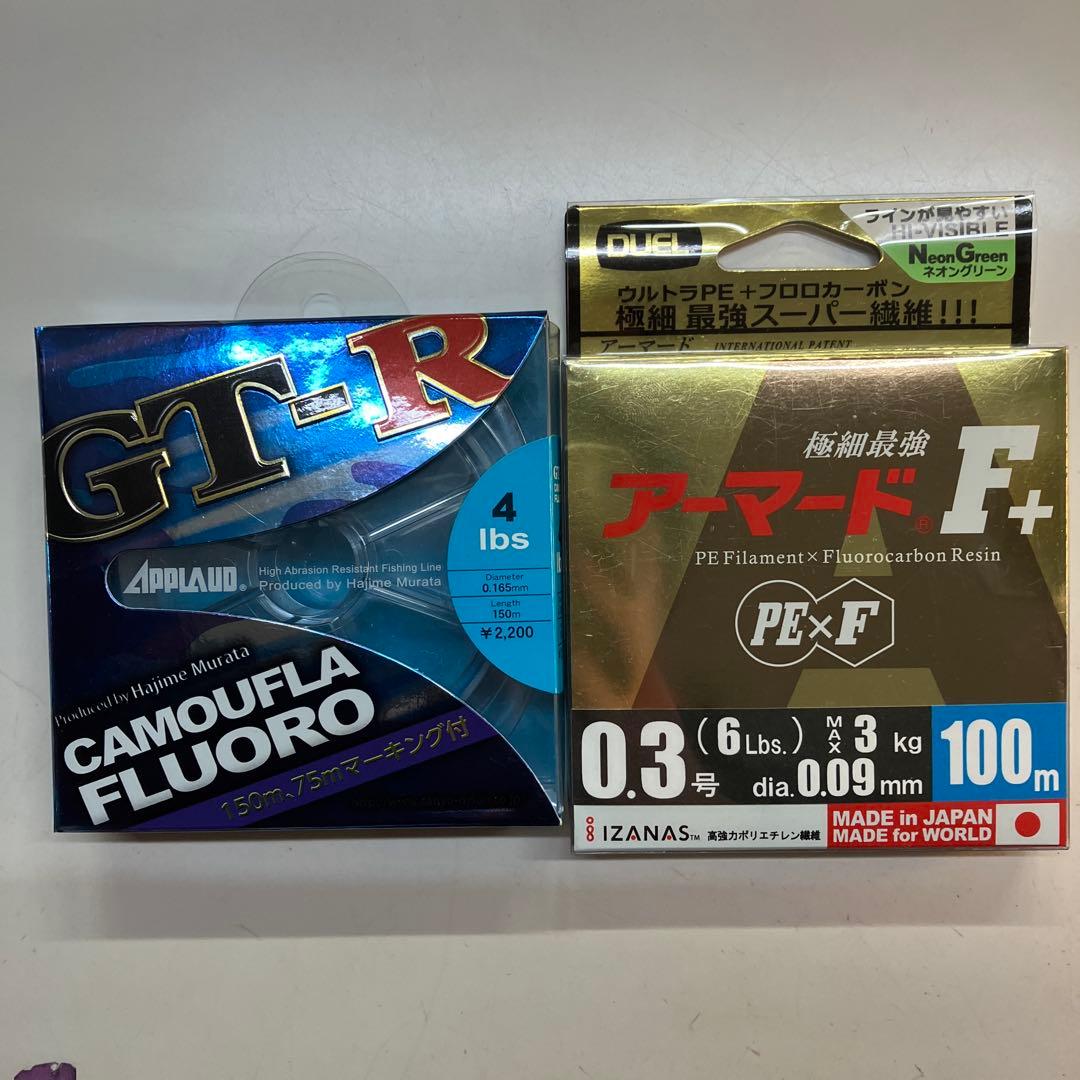 GT-R
4
lbs
APPLAUD®
High Abrasion Resistant Fishing Line
Produced by Hajime Murata
Diameter
0.165mm
Length
150m
¥2,200
Produced by Hajime Murata
CAMOUFLA
FLUORO
150m、75mマーキング付
DUEL
ラインが見やすい
HI-VISIBLE
NeonGreen
ネオングリーン
ウルトラPE+フロロカーボン
極細 最強スーパー繊維!!!
アーマード INTERNATIONAL PATENT
極細最強
アーマード® F+
PE Filament×Fluorocarbon Resin
PE×F
0.3号 (6Lbs.) MAX 3kg
dia.0.09mm
100m
IZANAS™ 高強力ポリエチレン繊維
MADE in JAPAN
MADE for WORLD